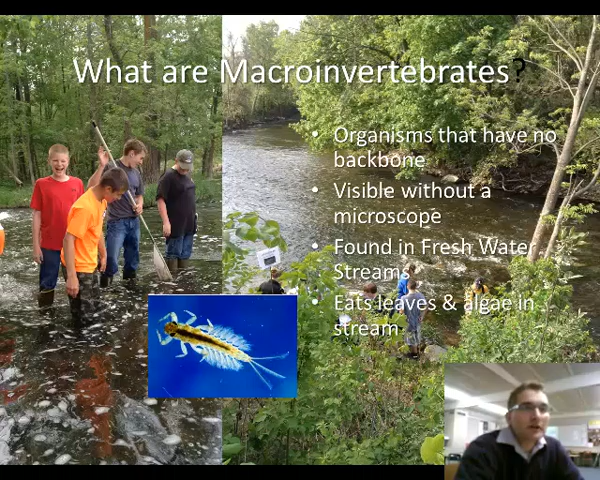 What are Macroinvertebrates?
• Organisms that have no
backbone
• Visible without a
microscope
• Found in Fresh Water
Streams
• Eats leaves & algae in
stream